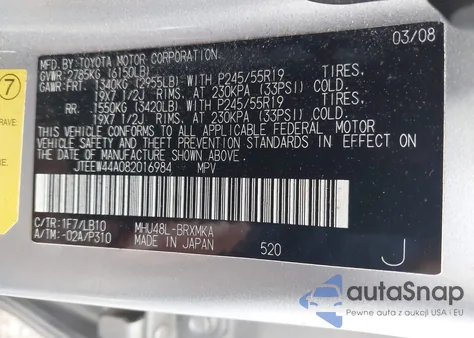 MFD. BY: TOYOTA MOTOR CORPORATION. 03/08
GVWR: 2785KG (6150LB)
GAWR: FRT. 1340KG (2955LB) WITH P245/55R19 TIRES.
19X7 1/2J RIMS. AT 230KPA (33PSI) COLD.
RR. 1550KG (3420LB) WITH P245/55R19 TIRES.
19X7 1/2J RIMS. AT 230KPA (33PSI) COLD.
THIS VEHICLE CONFORMS TO ALL APPLICABLE FEDERAL MOTOR
VEHICLE SAFETY AND THEFT PREVENTION STANDARDS IN EFFECT ON
THE DATE OF MANUFACTURE SHOWN ABOVE.
JTEEW44A082016984 MPV
C/TR: 1F7/LB10 MHU48L-BRXMKA
A/TM: -02A/P310 MADE IN JAPAN 520 J
7
RAVE:
autoSnap
Pewne auta z aukcji USA i EU